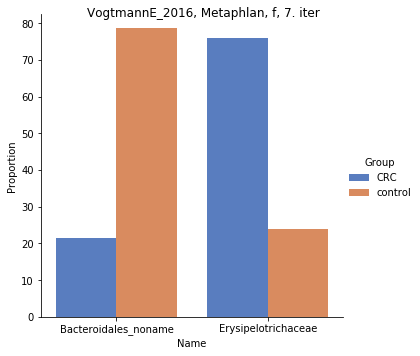 VogtmannE_2016, Metaphlan, f, 7. iter
80
70
60
50
40
30
20
10
0
Proportion
Bacteroidales_noname
Erysipelotrichaceae
Name
Group
CRC
control